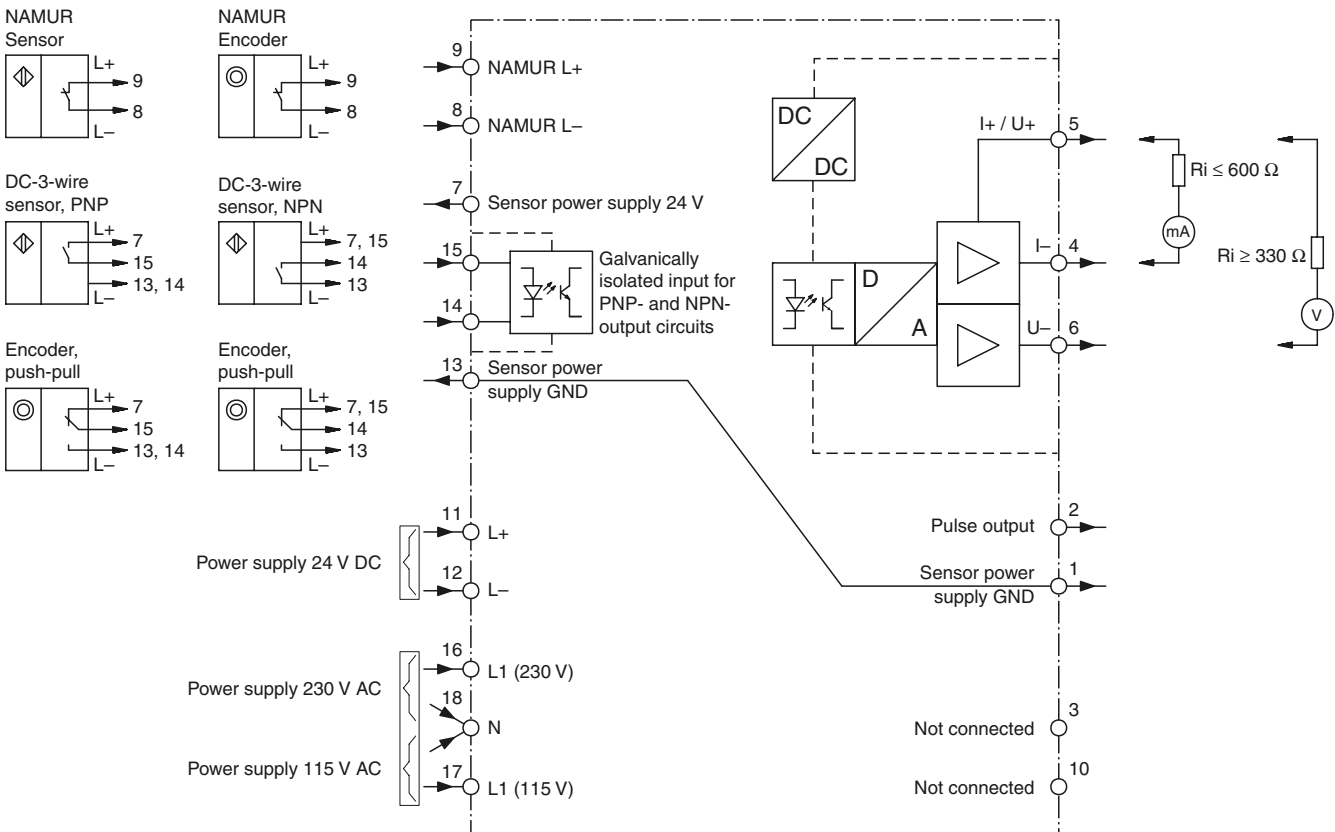 NAMUR
Sensor
L+
9
8
L–
NAMUR
Encoder
L+
9
8
L–
DC-3-wire
sensor, PNP
L+
7
15
13, 14
L–
DC-3-wire
sensor, NPN
L+
7, 15
14
13
L–
Encoder,
push-pull
L+
7
15
13, 14
L–
Encoder,
push-pull
L+
7, 15
14
13
L–
9
NAMUR L+
8
NAMUR L–
7
Sensor power supply 24 V
15
14
Galvanically
isolated input for
PNP- and NPN-
output circuits
13
Sensor power
supply GND
Power supply 24 V DC
11
L+
12
L–
Power supply 230 V AC
16
L1 (230 V)
18
N
Power supply 115 V AC
17
L1 (115 V)
DC
DC
D
A
I+ / U+
5
I–
4
U–
6
Ri ≤ 600 Ω
mA
Ri ≥ 330 Ω
V
Pulse output
2
Sensor power
supply GND
1
Not connected
3
Not connected
10